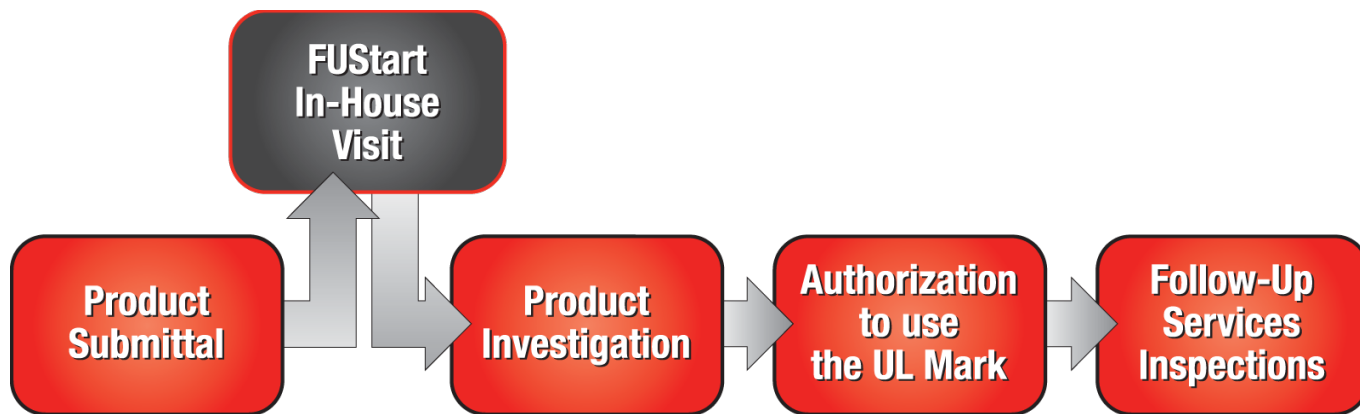 FUStart
In-House
Visit
Product
Submittal
Product
Investigation
Authorization
to use
the UL Mark
Follow-Up
Services
Inspections